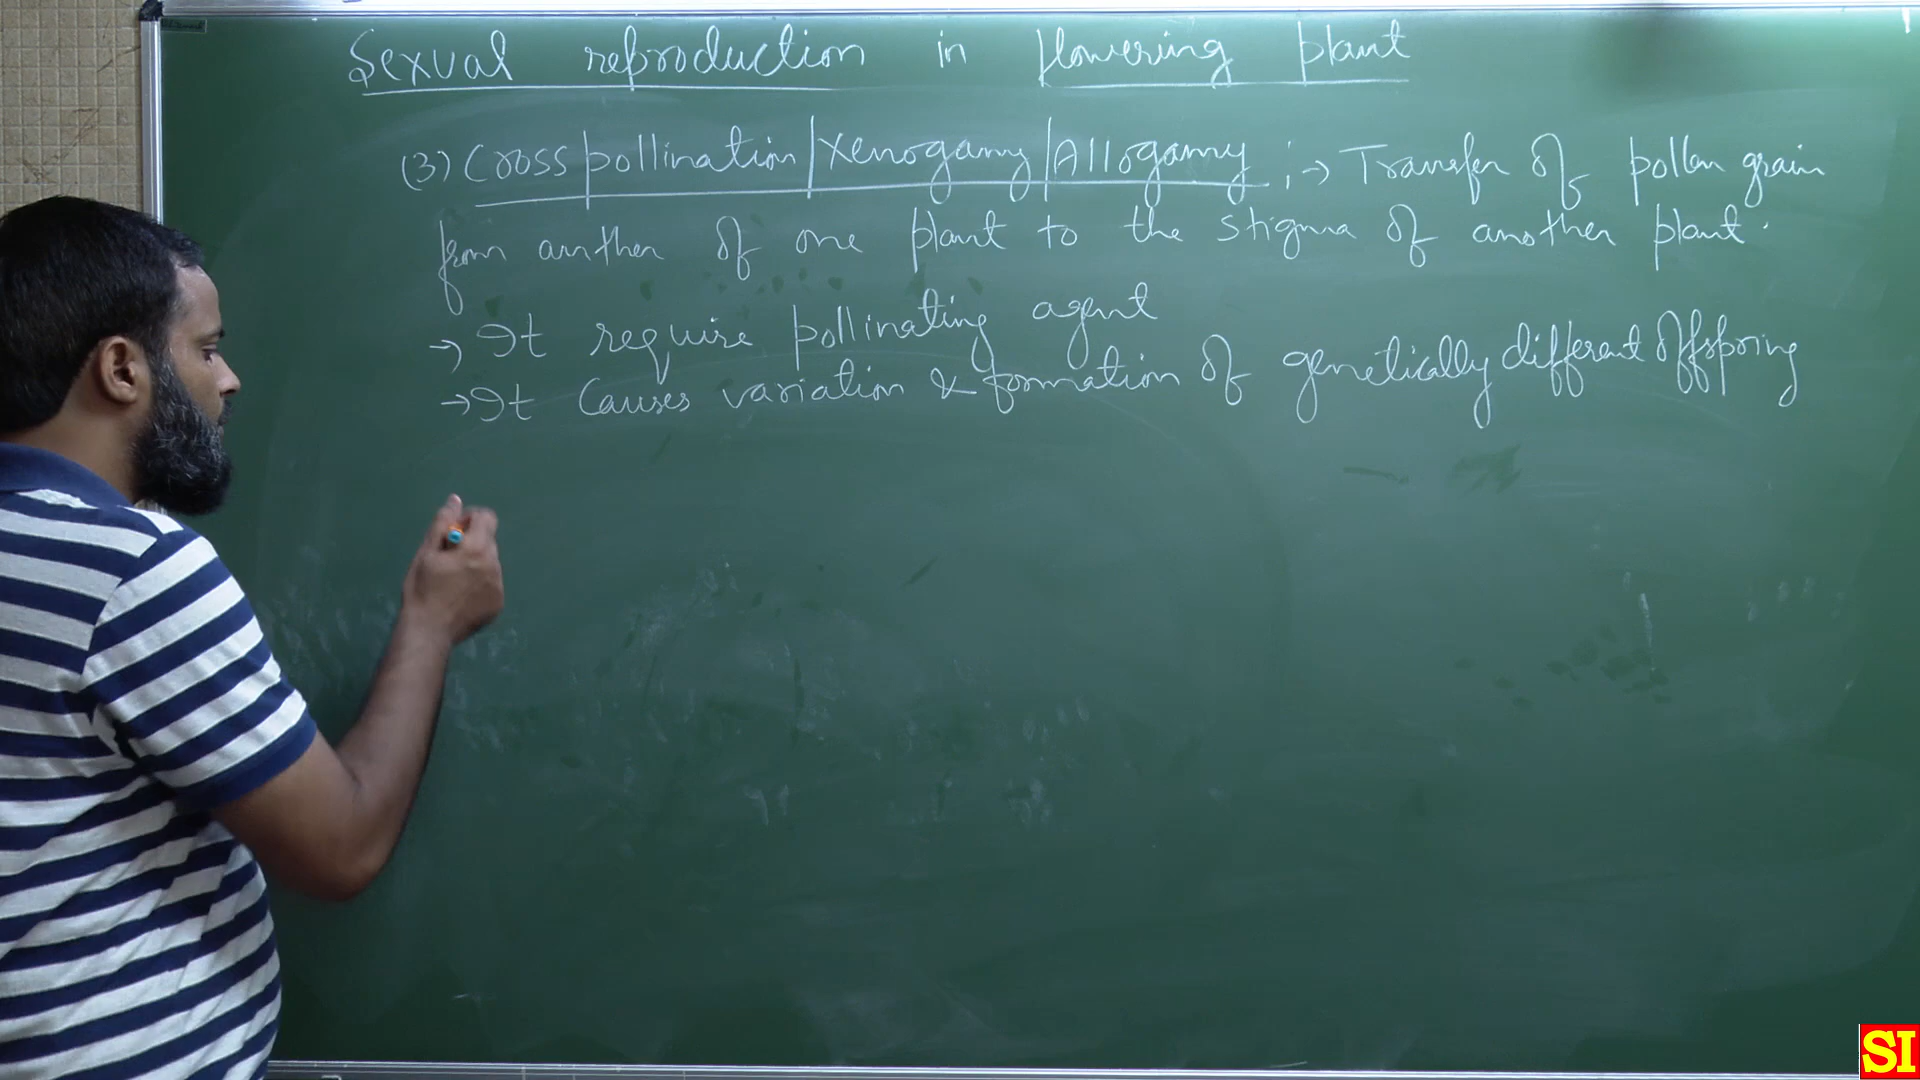 Sexual reproduction in flowering plant
(3) Cross pollination/Xenogamy/Allogamy ;→ Transfer of pollen grain
from anther of one plant to the stigma of another plant.
→ It require pollinating agent
→ It Causes variation & formation of genetically different offspring
SI